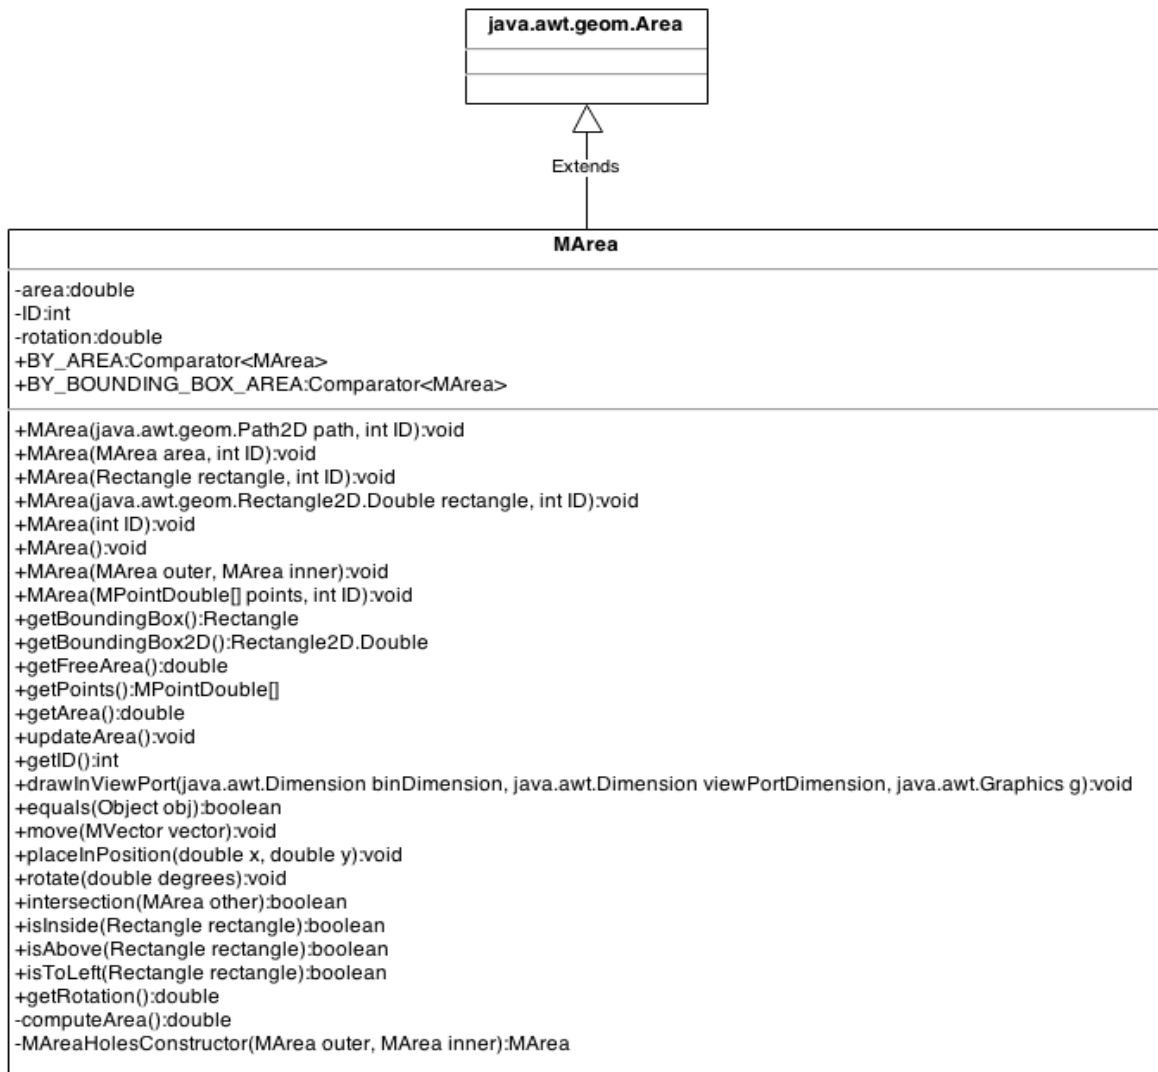 java.awt.geom.Area
Extends
MArea
-area:double
-ID:int
-rotation:double
+BY_AREA:Comparator<MArea>
+BY_BOUNDING_BOX_AREA:Comparator<MArea>
+MArea(java.awt.geom.Path2D path, int ID):void
+MArea(MArea area, int ID):void
+MArea(Rectangle rectangle, int ID):void
+MArea(java.awt.geom.Rectangle2D.Double rectangle, int ID):void
+MArea(int ID):void
+MArea():void
+MArea(MArea outer, MArea inner):void
+MArea(MPointDouble[] points, int ID):void
+getBoundingBox():Rectangle
+getBoundingBox2D():Rectangle2D.Double
+getFreeArea():double
+getPoints():MPointDouble[]
+getArea():double
+updateArea():void
+getID():int
+drawInViewPort(java.awt.Dimension binDimension, java.awt.Dimension viewPortDimension, java.awt.Graphics g):void
+equals(Object obj):boolean
+move(MVector vector):void
+placeInPosition(double x, double y):void
+rotate(double degrees):void
+intersection(MArea other):boolean
+isInside(Rectangle rectangle):boolean
+isAbove(Rectangle rectangle):boolean
+isToLeft(Rectangle rectangle):boolean
+getRotation():double
-computeArea():double
-MAreaHolesConstructor(MArea outer, MArea inner):MArea